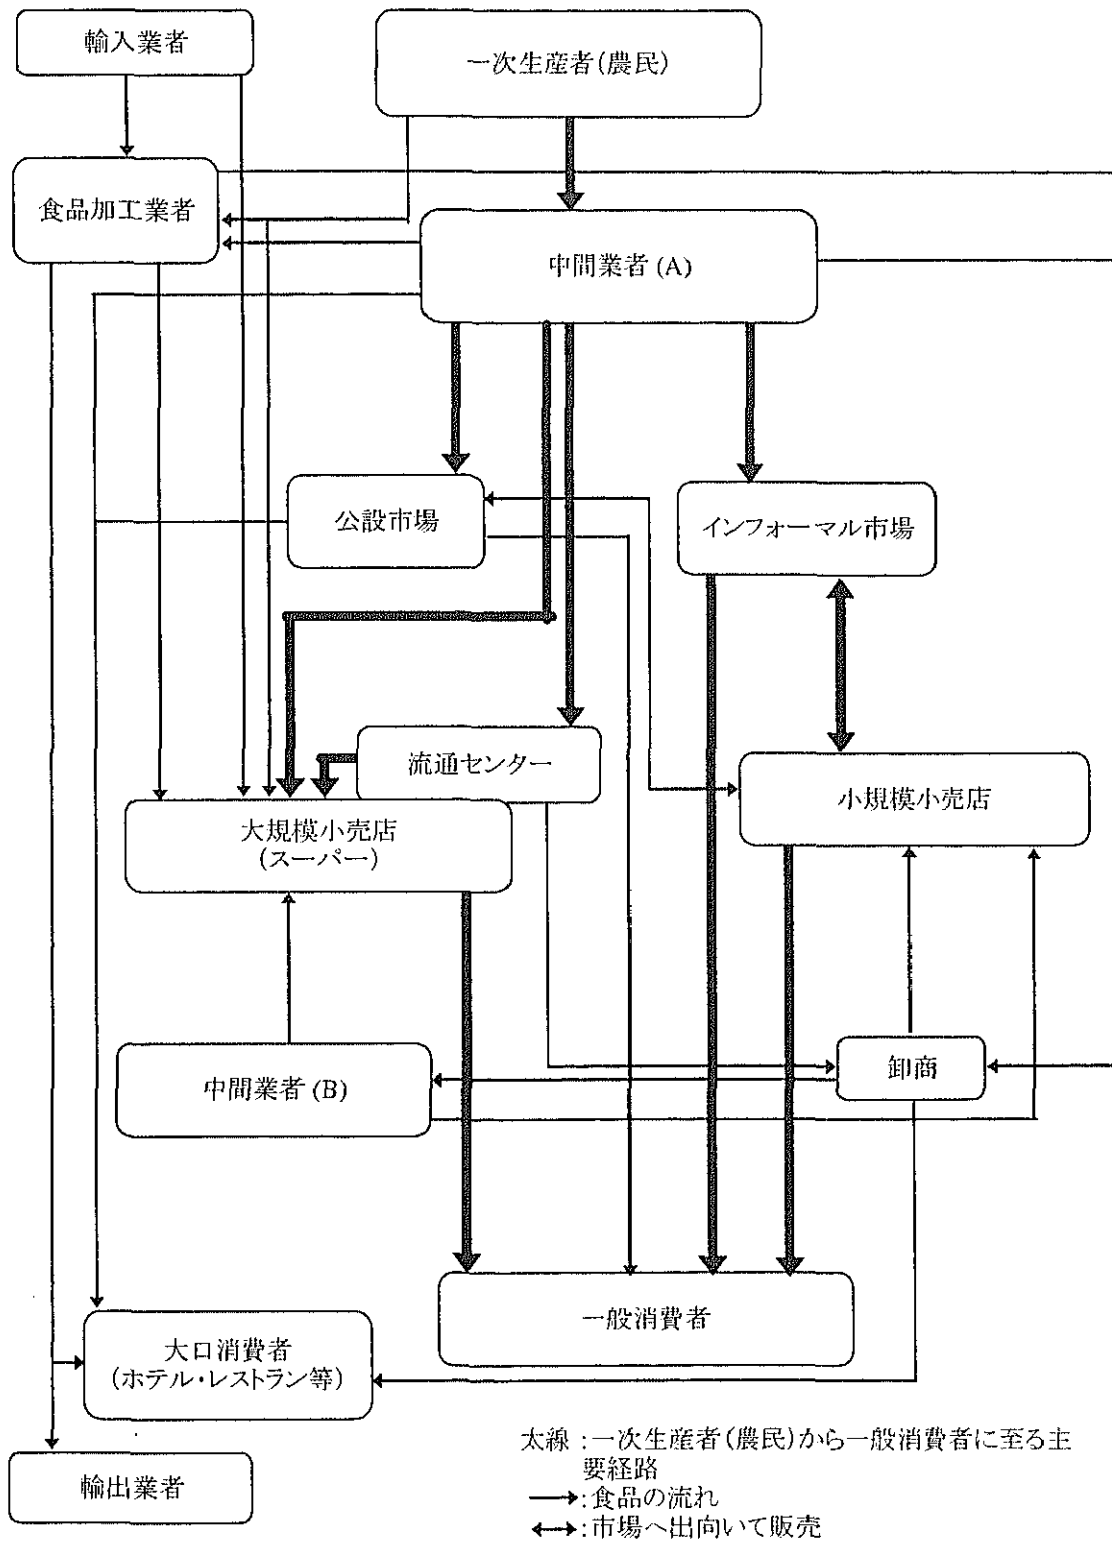 輸入業者
一次生産者(農民)
食品加工業者
中間業者(A)
公設市場
インフォーマル市場
流通センター
小規模小売店
大規模小売店
(スーパー)
中間業者(B)
卸商
一般消費者
大口消費者
(ホテル・レストラン等)
太線:一次生産者(農民)から一般消費者に至る主
要経路
:食品の流れ
:市場へ出向いて販売
輸出業者